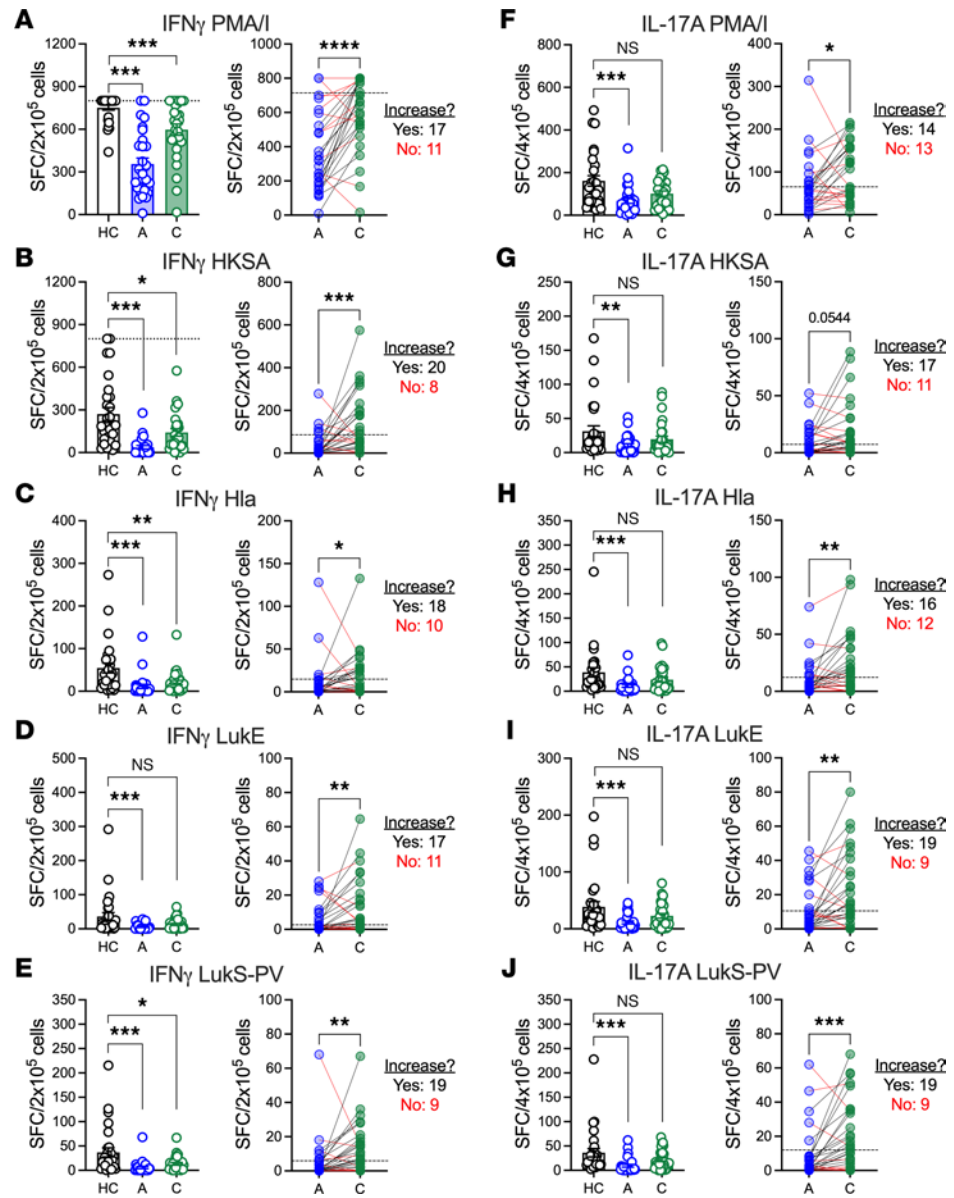 A IFNγ PMA/I
SFC/2x10⁵ cells
1200
900
600
300
0
HC A C
***
***
SFC/2x10⁵ cells
1000
800
600
400
200
0
A C
****
Increase?
Yes: 17
No: 11
F IL-17A PMA/I
SFC/4x10⁵ cells
800
600
400
200
0
HC A C
NS
***
SFC/4x10⁵ cells
400
300
200
100
0
A C
*
Increase?
Yes: 14
No: 13
B IFNγ HKSA
SFC/2x10⁵ cells
1200
900
600
300
0
HC A C
*
***
SFC/2x10⁵ cells
800
600
400
200
0
A C
***
Increase?
Yes: 20
No: 8
G IL-17A HKSA
SFC/4x10⁵ cells
250
200
150
100
50
0
HC A C
NS
**
SFC/4x10⁵ cells
150
100
50
0
A C
0.0544
Increase?
Yes: 17
No: 11
C IFNγ Hla
SFC/2x10⁵ cells
400
300
200
100
0
HC A C
**
***
SFC/2x10⁵ cells
200
150
100
50
0
A C
*
Increase?
Yes: 18
No: 10
H IL-17A Hla
SFC/4x10⁵ cells
350
300
250
200
150
100
50
0
HC A C
NS
***
SFC/4x10⁵ cells
150
100
50
0
A C
**
Increase?
Yes: 16
No: 12
D IFNγ LukE
SFC/2x10⁵ cells
500
400
300
200
100
0
HC A C
NS
***
SFC/2x10⁵ cells
100
80
60
40
20
0
A C
**
Increase?
Yes: 17
No: 11
I IL-17A LukE
SFC/4x10⁵ cells
300
200
100
0
HC A C
NS
***
SFC/4x10⁵ cells
100
80
60
40
20
0
A C
**
Increase?
Yes: 19
No: 9
E IFNγ LukS-PV
SFC/2x10⁵ cells
350
300
250
200
150
100
50
0
HC A C
*
***
SFC/2x10⁵ cells
100
80
60
40
20
0
A C
**
Increase?
Yes: 19
No: 9
J IL-17A LukS-PV
SFC/4x10⁵ cells
350
300
250
200
150
100
50
0
HC A C
NS
***
SFC/4x10⁵ cells
100
80
60
40
20
0
A C
***
Increase?
Yes: 19
No: 9